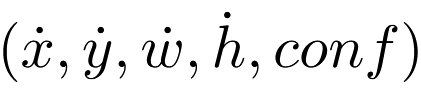 (ẋ, ẏ, ẇ, ḣ, conf)